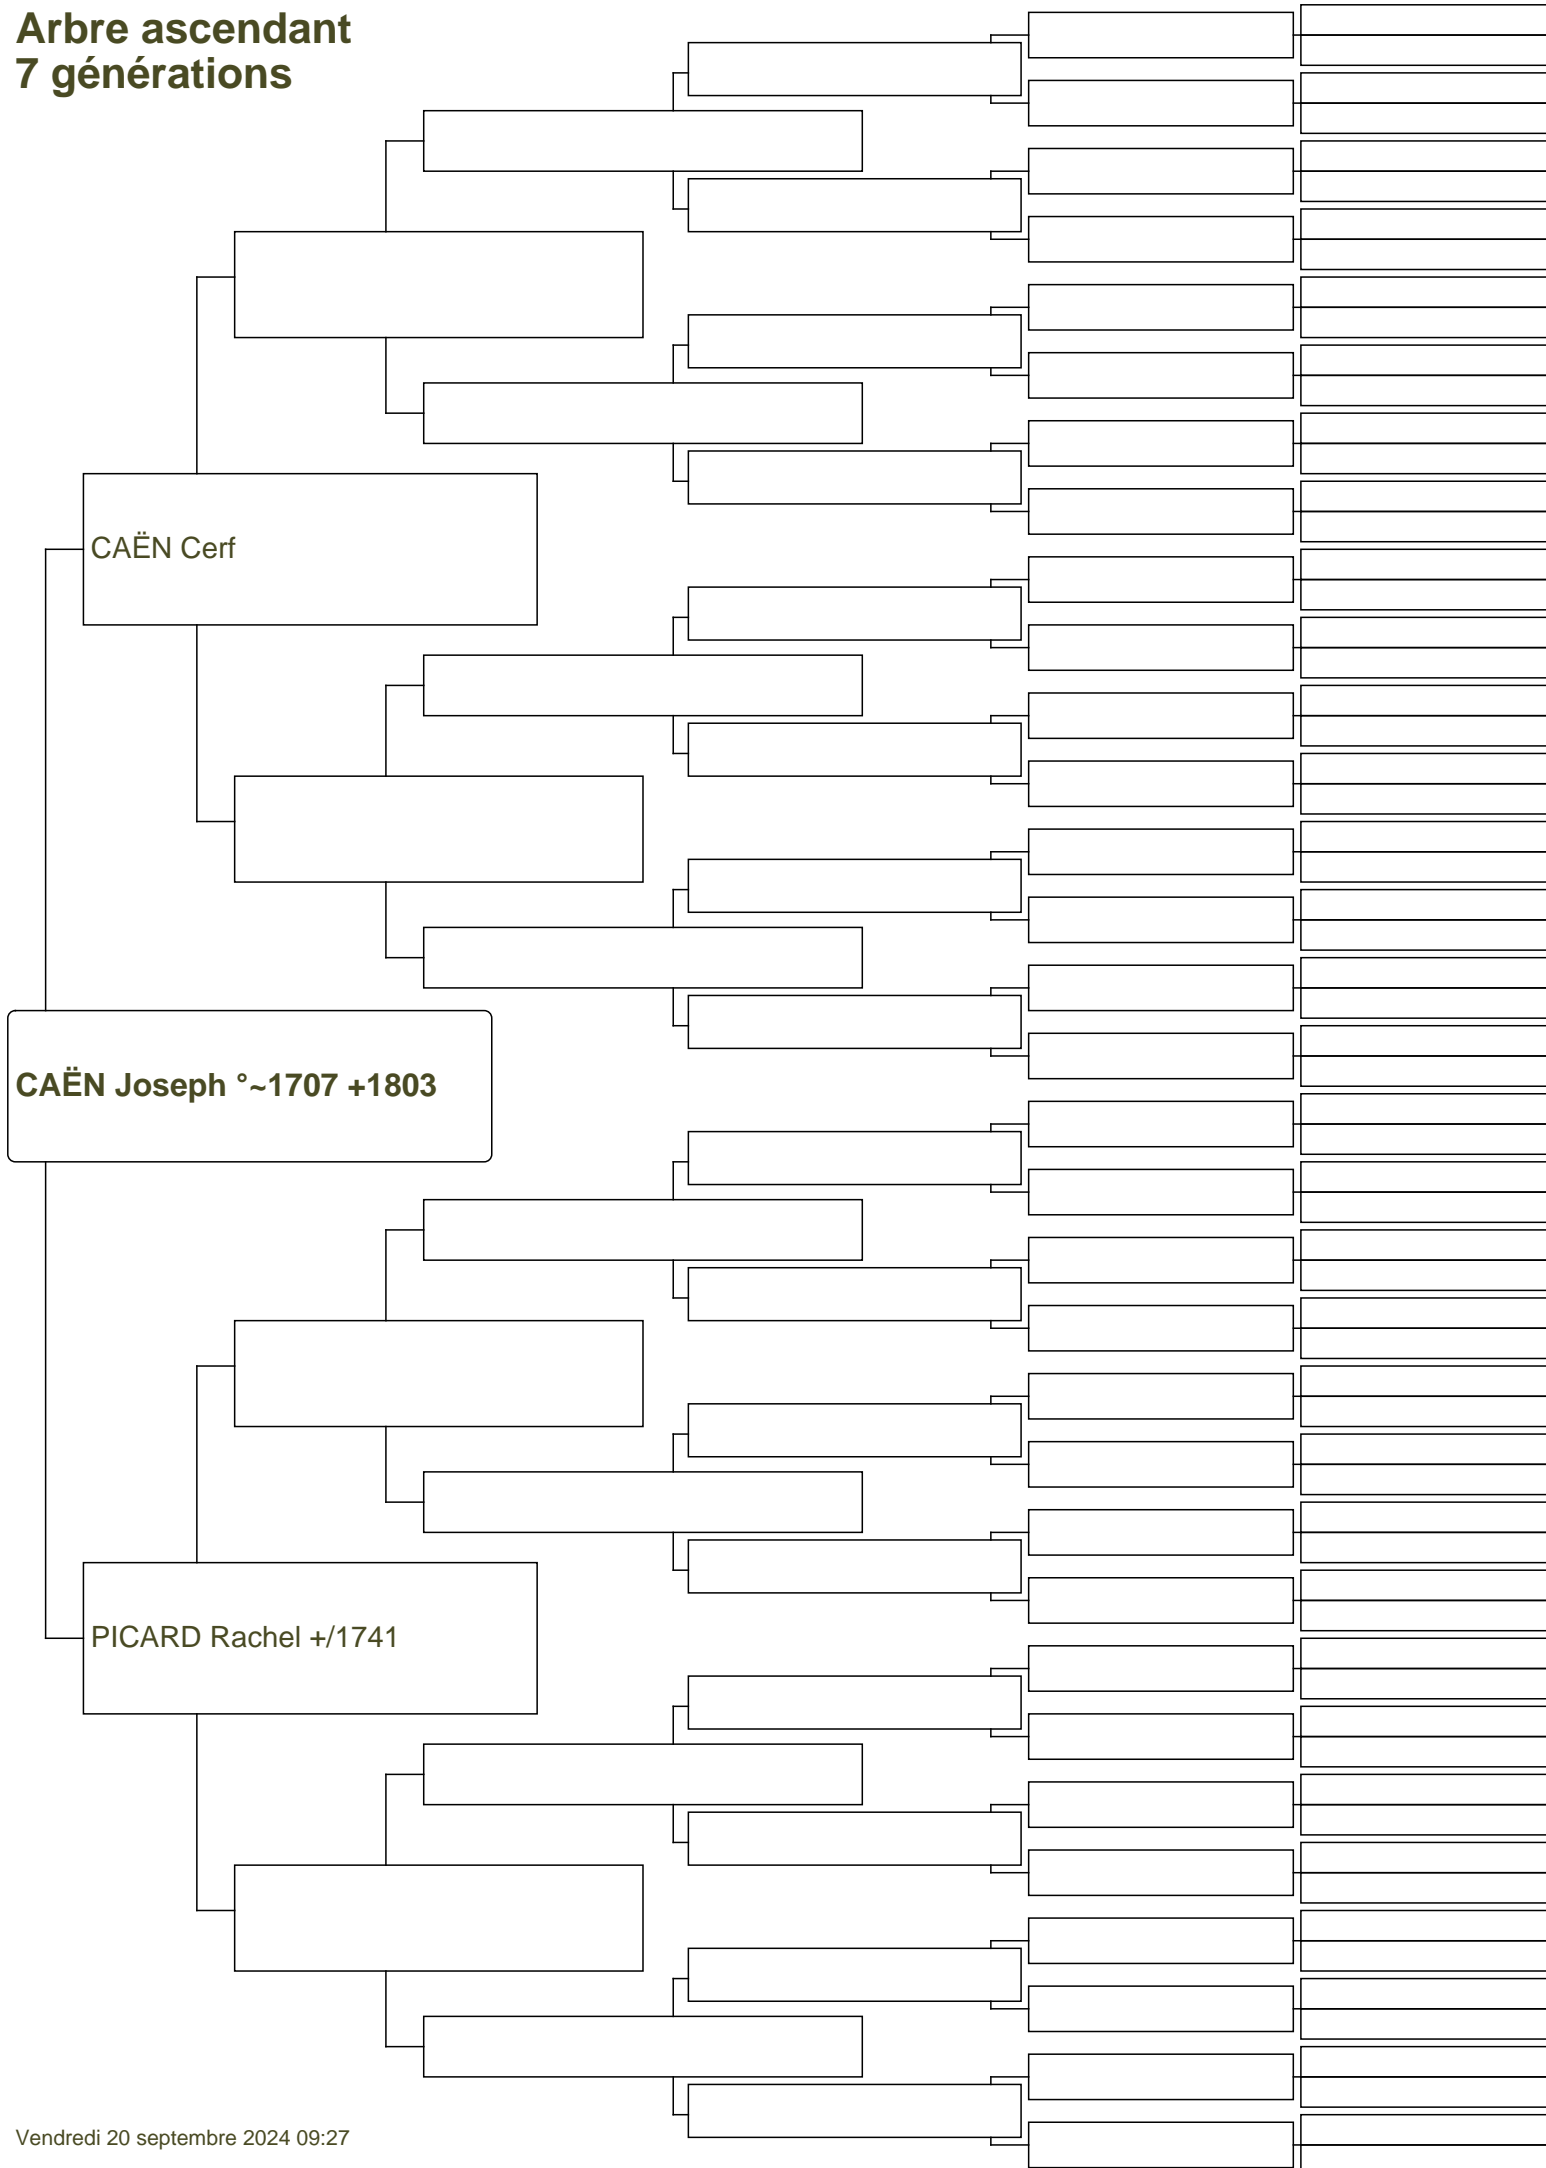 Arbre ascendant
7 générations
CAËN Cerf
CAËN Joseph °~1707 +1803
PICARD Rachel +/1741
Vendredi 20 septembre 2024 09:27